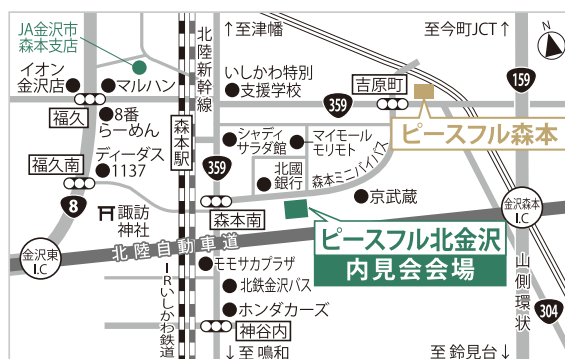 JA金沢市
森本支店
北陸新幹線
↑至津幡
至今町JCT↑
N
イオン
金沢店
マルハン
いしかわ特別
支援学校
吉原町
159
福久
359
8番
らーめん
森本駅
ピースフル森本
シャディ
サラダ館
マイモール
モリモト
福久南
ディーダス
1137
359
北國
銀行
森本ミニバイパス
京武蔵
8
諏訪
神社
森本南
金沢森本
I.C
ピースフル北金沢
内見会会場
金沢東
I.C
北陸自動車道
モモサカプラザ
山側環状
IRいしかわ鉄道
北鉄金沢バス
ホンダカーズ
304
神谷内
↓至 鳴和
至 鈴見台↓